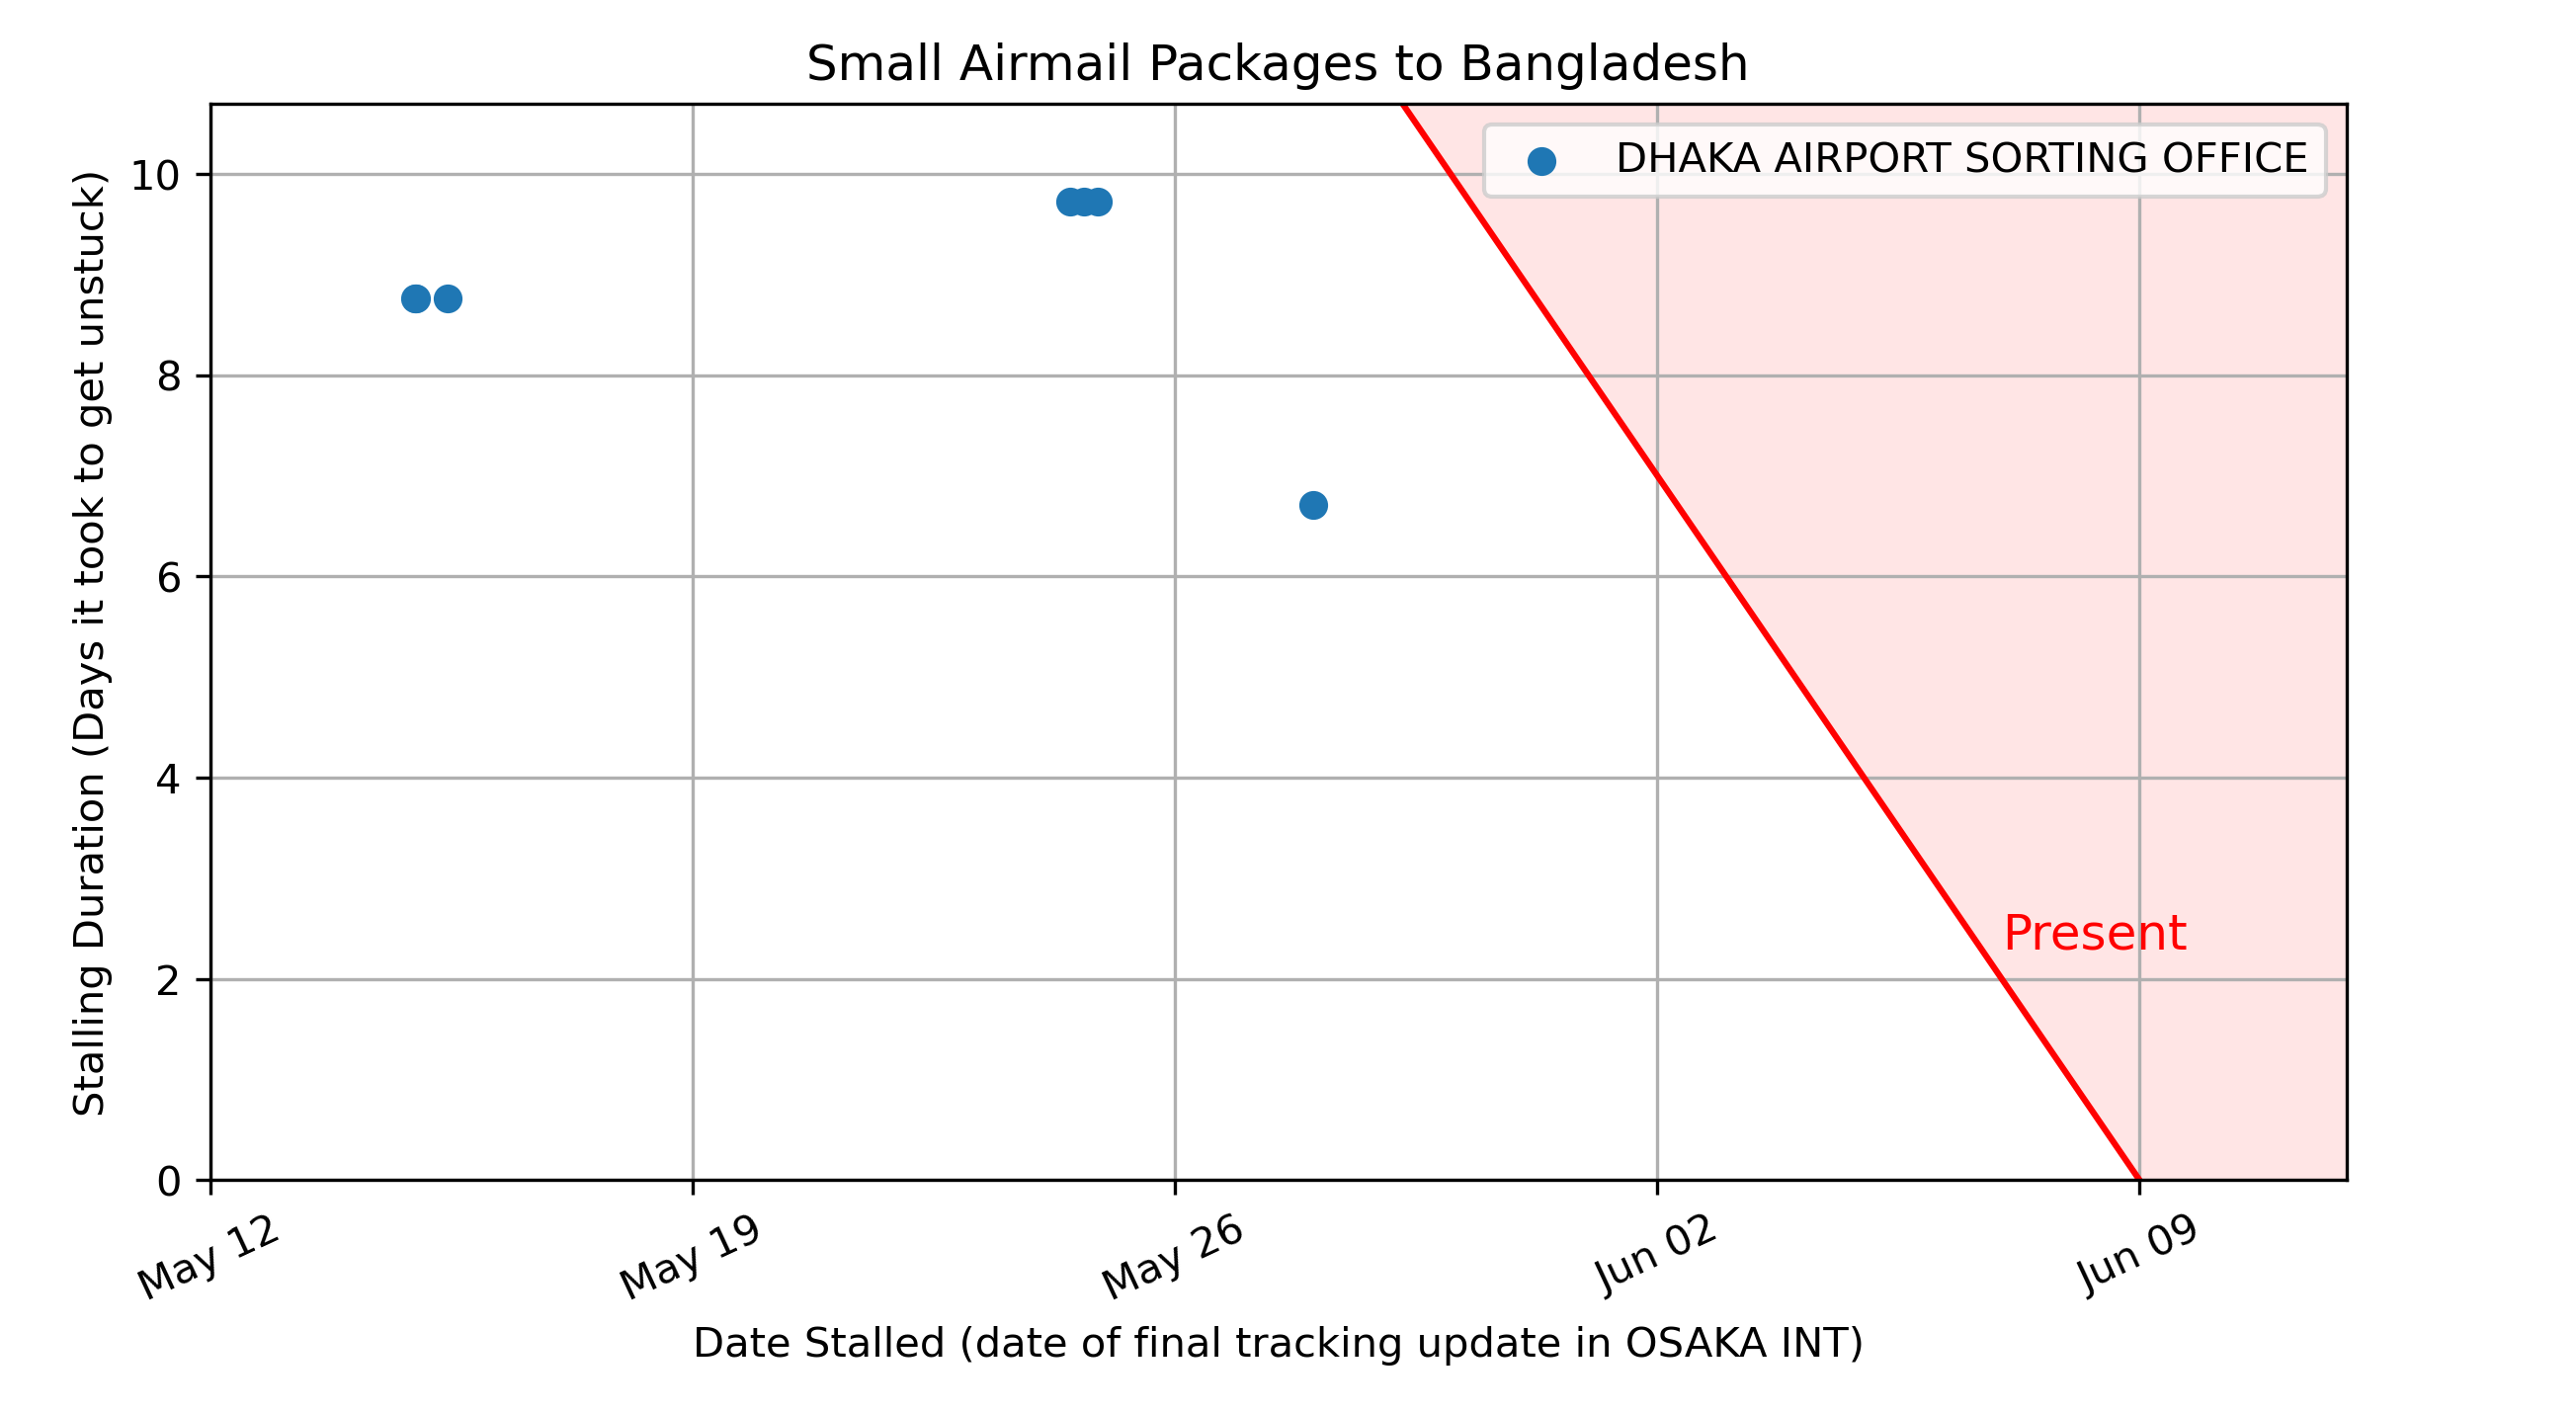 Small Airmail Packages to Bangladesh
DHAKA AIRPORT SORTING OFFICE
Stalling Duration (Days it took to get unstuck)
10
8
6
4
2
0
Present
May 12
May 19
May 26
Jun 02
Jun 09
Date Stalled (date of final tracking update in OSAKA INT)